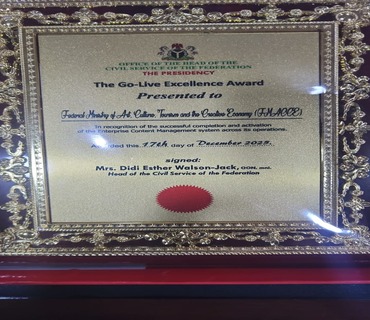 OFFICE OF THE HEAD OF THE
CIVIL SERVICE OF THE FEDERATION
THE PRESIDENCY
The Go-Live Excellence Award
Presented to
Federal Ministry of Art, Culture, Tourism and the Creative Economy (FMACCE)
In recognition of the successful completion and activation
of the Enterprise Content Management system across its operations.
this 17th day of December 2025.
signed:
Mrs. Didi Esther Walson-Jack, OON, mni
Head of the Civil Service of the Federation